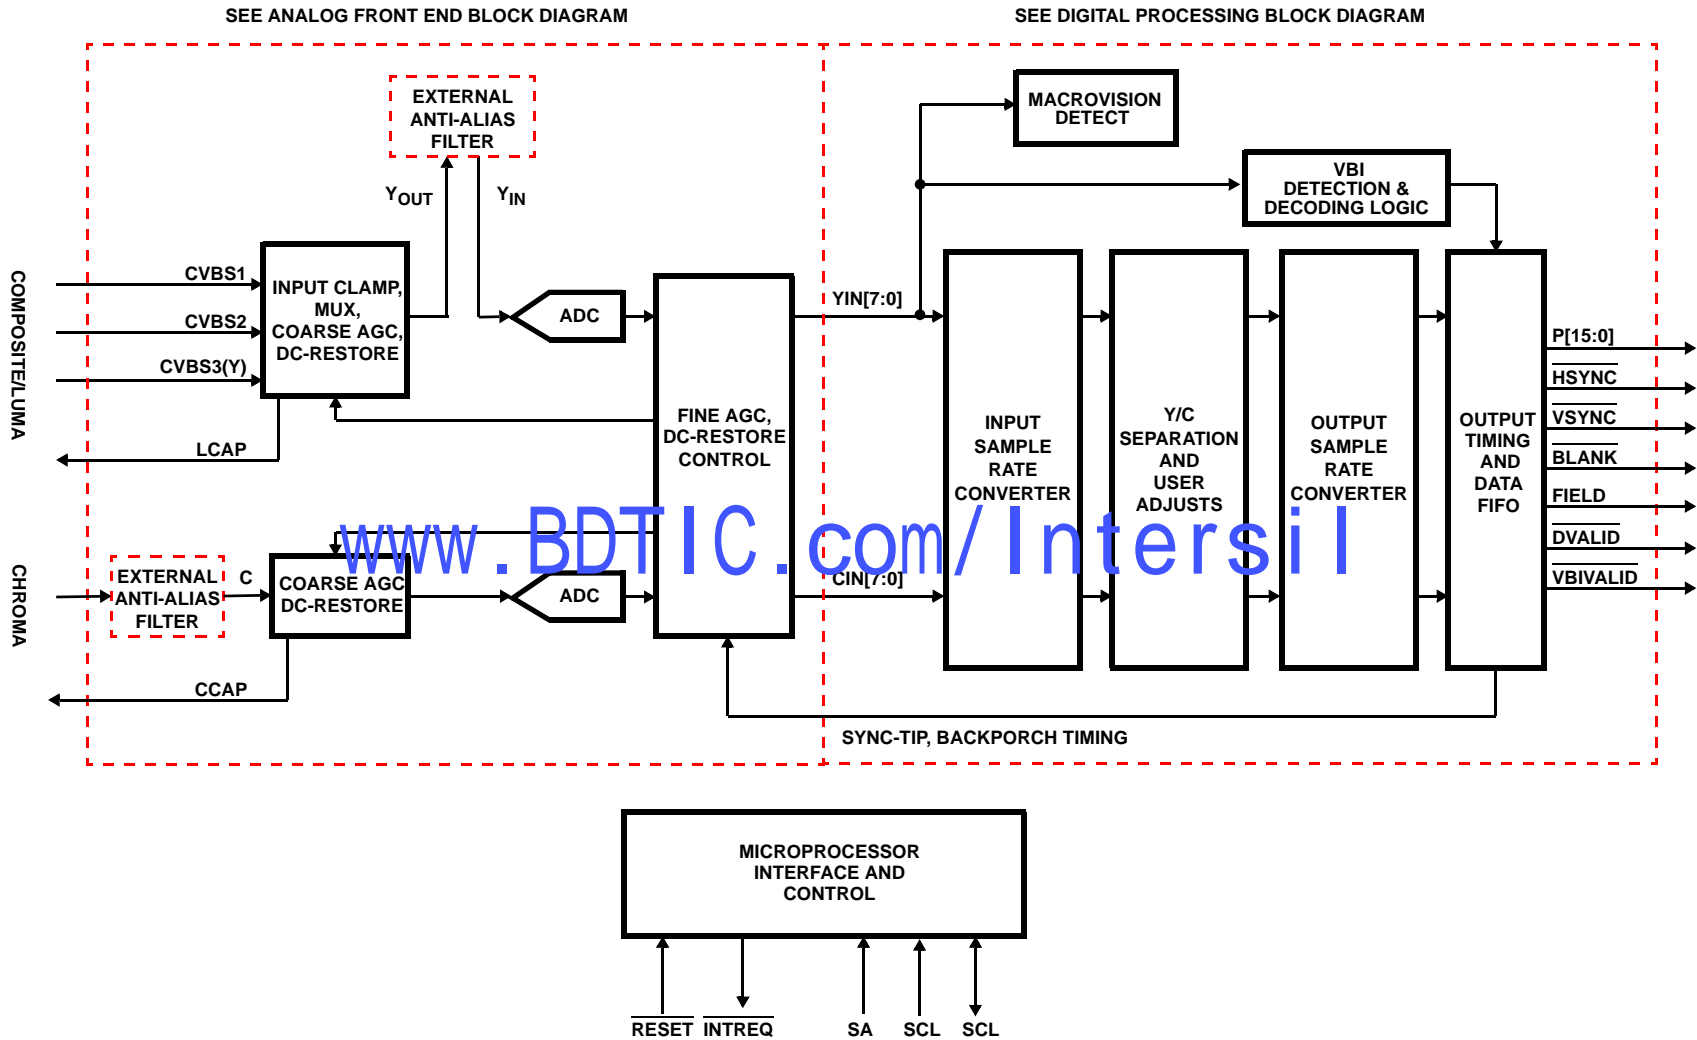 SEE ANALOG FRONT END BLOCK DIAGRAM
SEE DIGITAL PROCESSING BLOCK DIAGRAM
EXTERNAL
ANTI-ALIAS
FILTER
YOUT
YIN
MACROVISION
DETECT
VBI
DETECTION &
DECODING LOGIC
COMPOSITE/LUMA
CVBS1
CVBS2
CVBS3(Y)
LCAP
INPUT CLAMP,
MUX,
COARSE AGC,
DC-RESTORE
ADC
FINE AGC,
DC-RESTORE
CONTROL
YIN[7:0]
CIN[7:0]
INPUT
SAMPLE
RATE
CONVERTER
Y/C
SEPARATION
AND
USER
ADJUSTS
OUTPUT
SAMPLE
RATE
CONVERTER
OUTPUT
TIMING
AND
DATA
FIFO
P[15:0]
HSYNC
VSYNC
BLANK
FIELD
DVALID
VBIVALID
www.BDTIC.com/Intersil
CHROMA
EXTERNAL
ANTI-ALIAS
FILTER
C
COARSE AGC
DC-RESTORE
ADC
CCAP
SYNC-TIP, BACKPORCH TIMING
MICROPROCESSOR
INTERFACE AND
CONTROL
RESET
INTREQ
SA
SCL
SCL